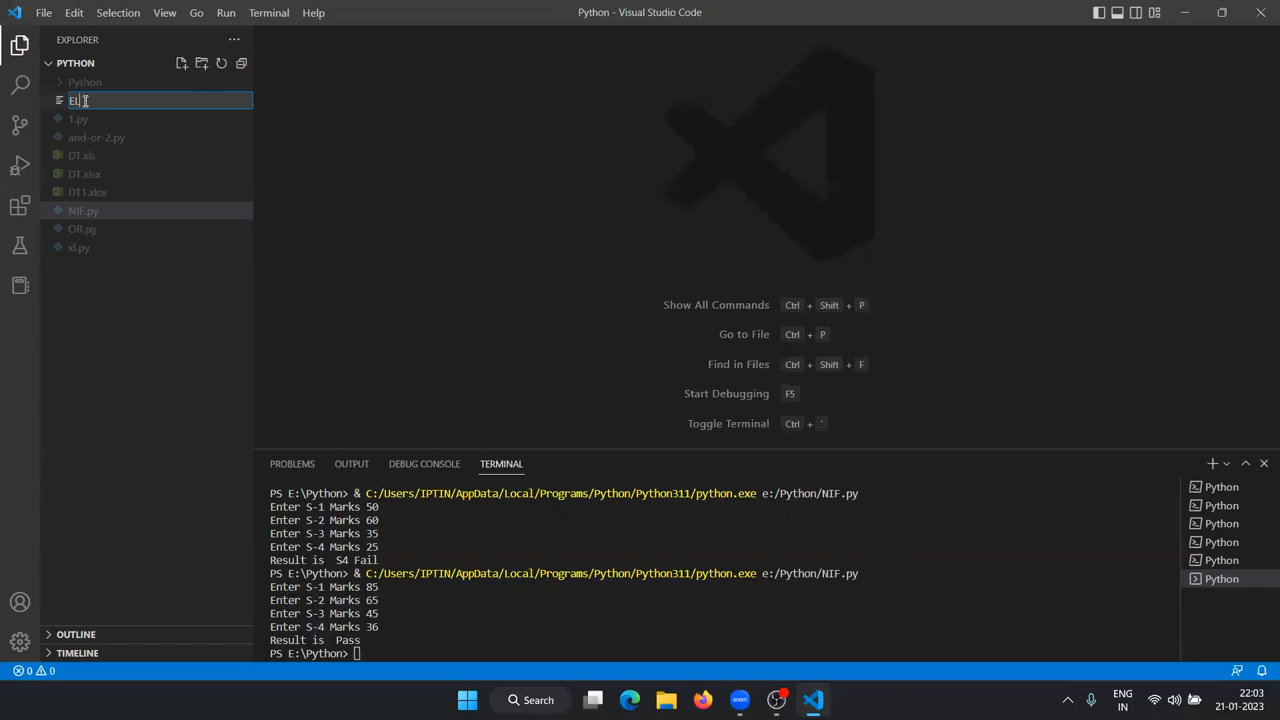 File Edit Selection View Go Run Terminal Help
Python - Visual Studio Code
EXPLORER
PYTHON
Python
EL
1.py
and-or-2.py
DT.xls
DT.xlsx
DT1.xlsx
NIF.py
OR.py
xl.py
OUTLINE
TIMELINE
Show All Commands Ctrl + Shift + P
Go to File Ctrl + P
Find in Files Ctrl + Shift + F
Start Debugging F5
Toggle Terminal Ctrl + `
PROBLEMS OUTPUT DEBUG CONSOLE TERMINAL
PS E:\Python> & C:/Users/IPTIN/AppData/Local/Programs/Python/Python311/python.exe e:/Python/NIF.py
Enter S-1 Marks 50
Enter S-2 Marks 60
Enter S-3 Marks 35
Enter S-4 Marks 25
Result is  S4 Fail
PS E:\Python> & C:/Users/IPTIN/AppData/Local/Programs/Python/Python311/python.exe e:/Python/NIF.py
Enter S-1 Marks 85
Enter S-2 Marks 65
Enter S-3 Marks 45
Enter S-4 Marks 36
Result is  Pass
PS E:\Python>
Python
Python
Python
Python
Python
Python
0 0
Search
zoom
ENG
IN
22:03
21-01-2023